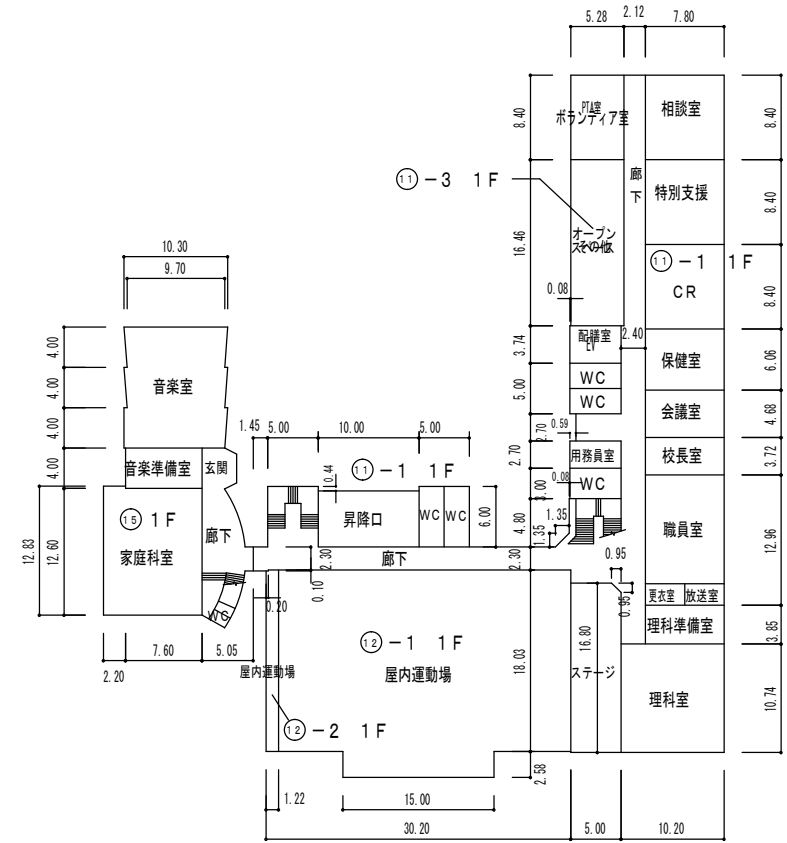 5.28 2.12 7.80
8.40
PTA室
ボランティア室
相談室
8.40
⑪−3 1F
廊下
特別支援
8.40
16.46
オープン
10.30
9.70
⑪−1 1F
CR
8.40
0.08
4.00
音楽室
3.74
配膳室
EV
2.40
保健室
6.06
4.00
5.00
WC
WC
会議室
4.68
4.00
1.45 5.00 10.00 5.00
2.70
0.59
4.00
音楽準備室
玄関
⑪−1 1F
0.44
2.70
用務員室
校長室
3.72
⑮1F
家庭科室
廊下
昇降口
WC WC
6.00
3.00
0.08
WC
4.80
1.35
1.35
職員室
12.96
12.83
12.60
2.30
廊下
2.30
0.95
0.95
0.10
0.20
WC
更衣室
放送室
理科準備室
3.85
⑫−1 1F
屋内運動場
18.03
16.80
ステージ
理科室
10.74
2.20
7.60 5.05
屋内運動場
⑫−2 1F
2.58
1.22
15.00
30.20 5.00 10.20